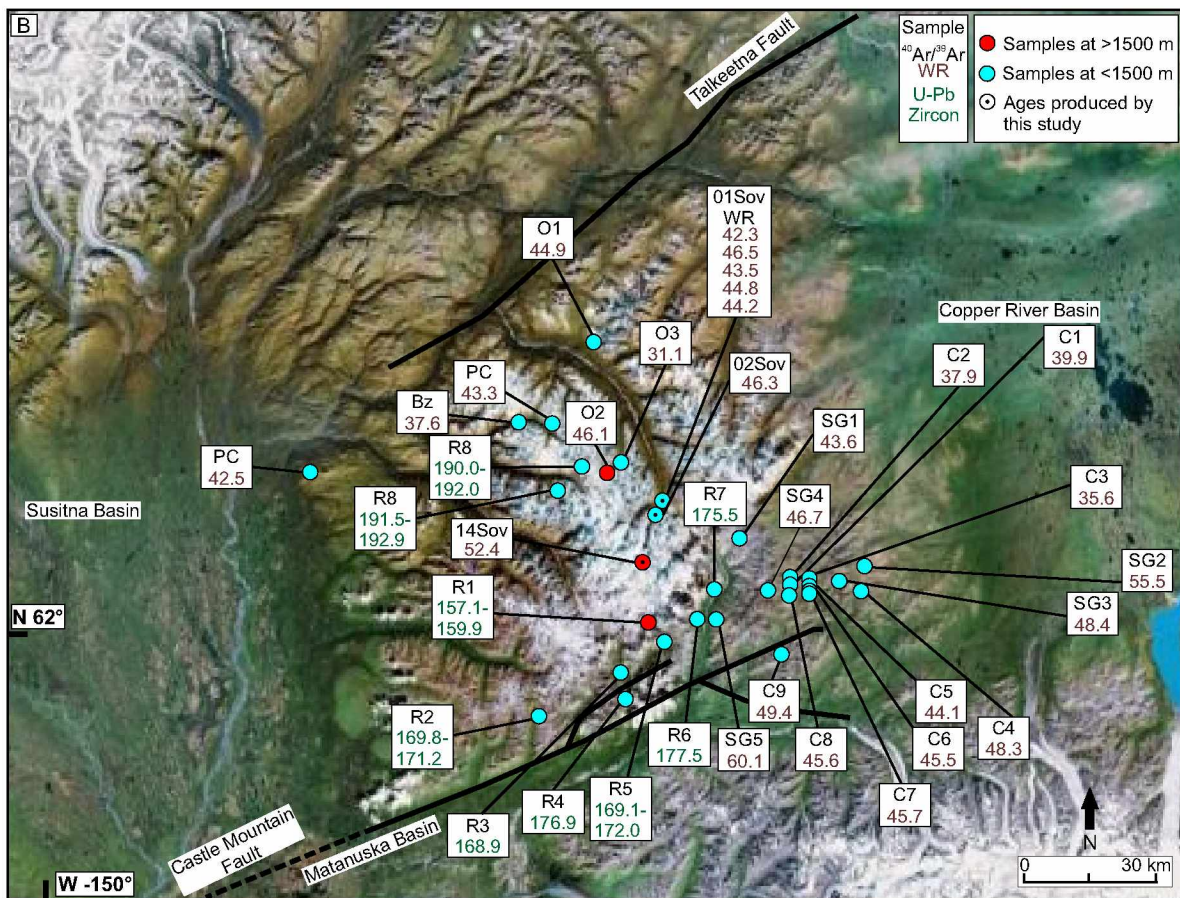 B
Talkeetna Fault
Sample
40Ar/39Ar
WR
U-Pb
Zircon
Samples at >1500 m
Samples at <1500 m
Ages produced by
this study
01Sov
WR
42.3
46.5
43.5
44.8
44.2
O1
44.9
O3
31.1
02Sov
46.3
Copper River Basin
C1
39.9
C2
37.9
PC
43.3
Bz
37.6
O2
46.1
SG1
43.6
R8
190.0-
192.0
PC
42.5
C3
35.6
SG4
46.7
R7
175.5
Susitna Basin
R8
191.5-
192.9
14Sov
52.4
SG2
55.5
R1
157.1-
159.9
SG3
48.4
N 62°
R2
169.8-
171.2
C9
49.4
C5
44.1
R6
177.5
SG5
60.1
C8
45.6
C6
45.5
C4
48.3
R5
169.1-
172.0
R4
176.9
C7
45.7
R3
168.9
Castle Mountain
Fault
Matanuska Basin
N
W -150°
0 30 km